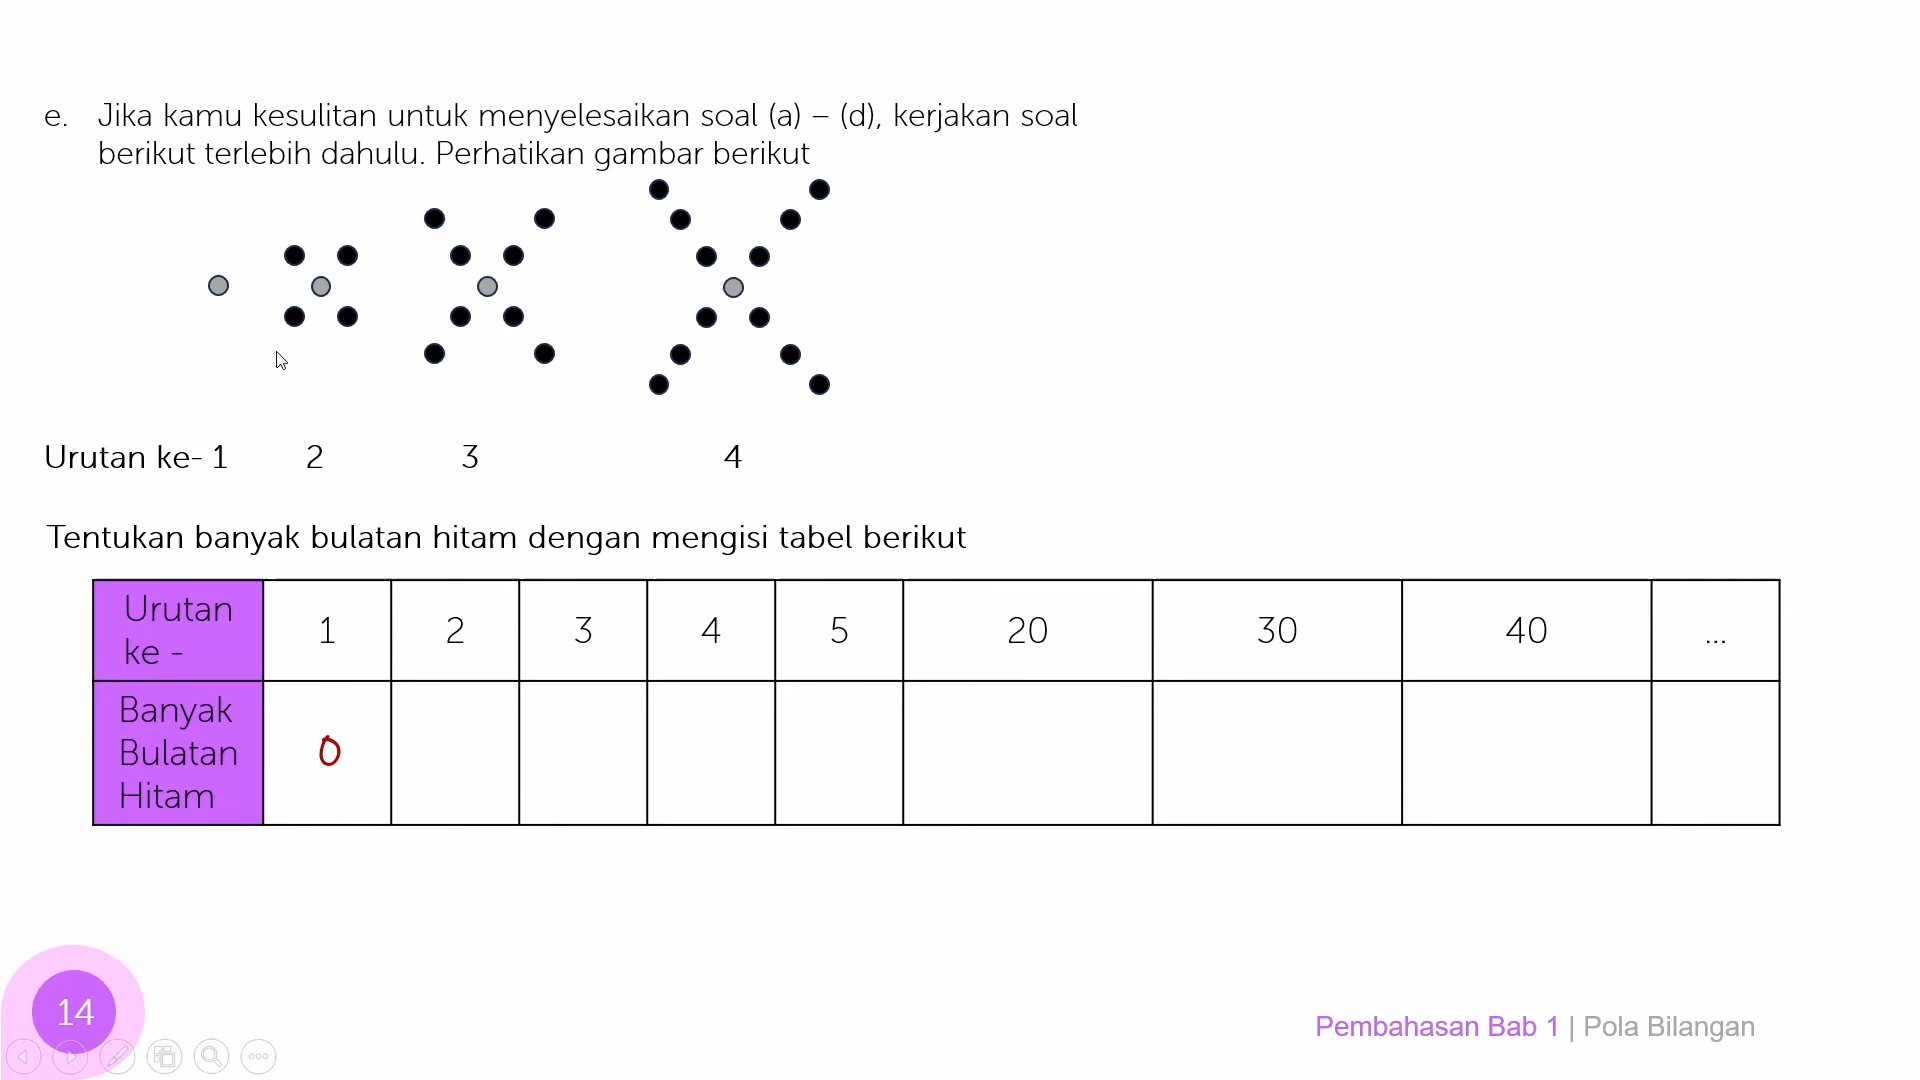 e. Jika kamu kesulitan untuk menyelesaikan soal (a) – (d), kerjakan soal
berikut terlebih dahulu. Perhatikan gambar berikut
Urutan ke- 1 2 3 4
Tentukan banyak bulatan hitam dengan mengisi tabel berikut
Urutan
ke -
1 2 3 4 5 20 30 40 ...
Banyak
Bulatan
Hitam
0
14
Pembahasan Bab 1 | Pola Bilangan